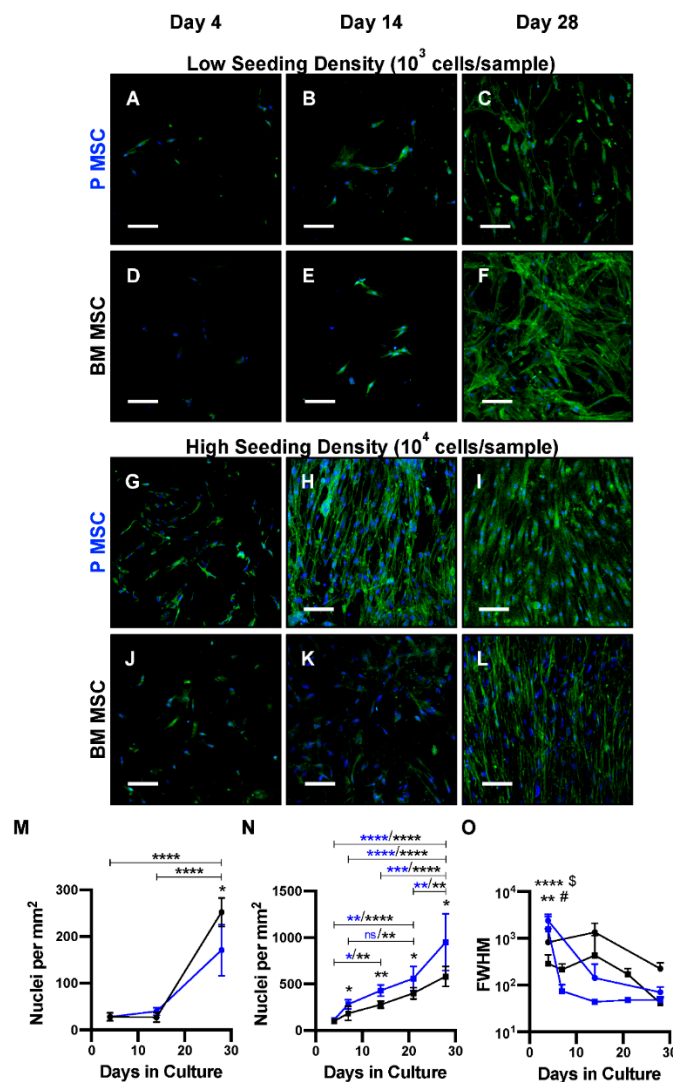 Day 4 Day 14 Day 28
Low Seeding Density (10³ cells/sample)
P MSC
A B C
BM MSC
D E F
High Seeding Density (10⁴ cells/sample)
P MSC
G H I
BM MSC
J K L
M
****
****
*
Nuclei per mm²
300
200
100
0
0 10 20 30
Days in Culture
N
****/****
****/****
***/****
**/**
**/****
ns/**
*/**
*
**
*
*
Nuclei per mm²
1500
1000
500
0
0 10 20 30
Days in Culture
O
**** $
** #
FWHM
10⁴
10³
10²
10¹
0 10 20 30
Days in Culture